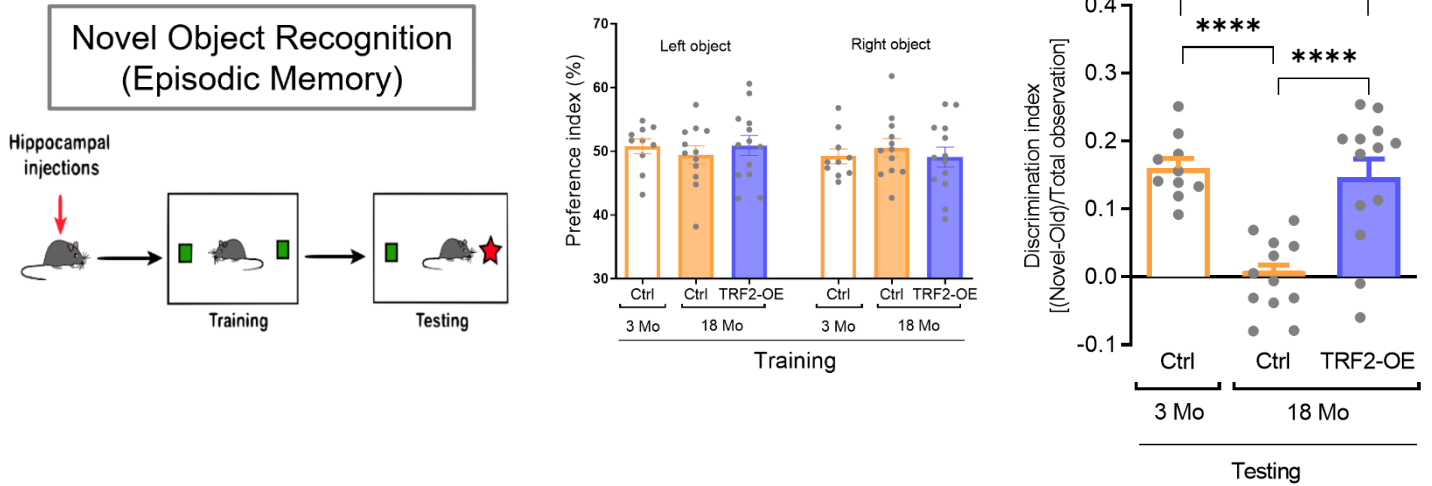 Novel Object Recognition
(Episodic Memory)
Hippocampal
injections
Training
Testing
Preference index (%)
70
60
50
40
30
Left object
Right object
Ctrl
Ctrl
TRF2-OE
Ctrl
Ctrl
TRF2-OE
3 Mo
18 Mo
3 Mo
18 Mo
Training
Discrimination index
[(Novel-Old)/Total observation]
0.4
0.3
0.2
0.1
0.0
-0.1
****
****
Ctrl
Ctrl
TRF2-OE
3 Mo
18 Mo
Testing